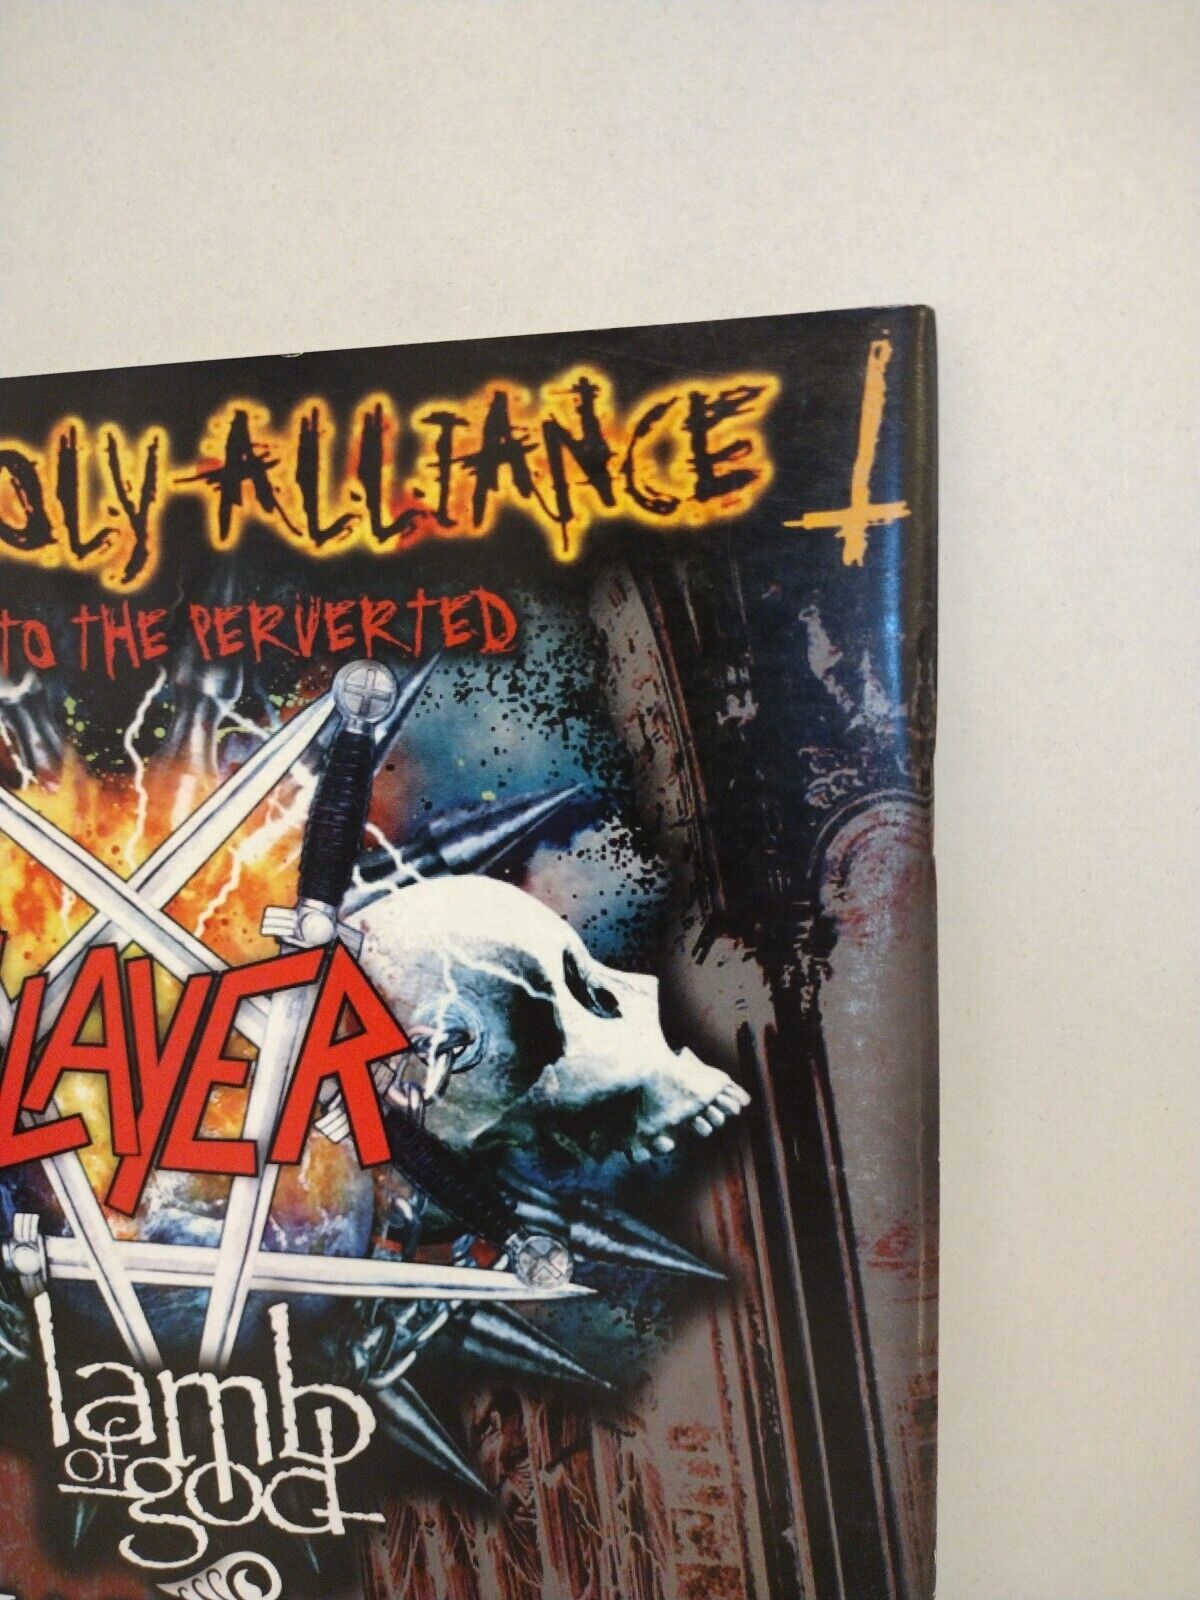 OLY ALLIANCE
TO THE PERVERTED
LAYER
lamb
of god